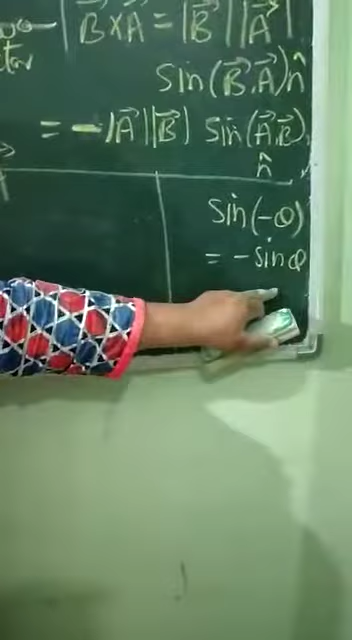 B⃗×A⃗ = |B⃗| |A⃗|
Sin(B⃗.A⃗)n̂
= - |A⃗||B⃗| Sin(A⃗,B⃗)
n̂
Sin(-θ)
= -sinθ